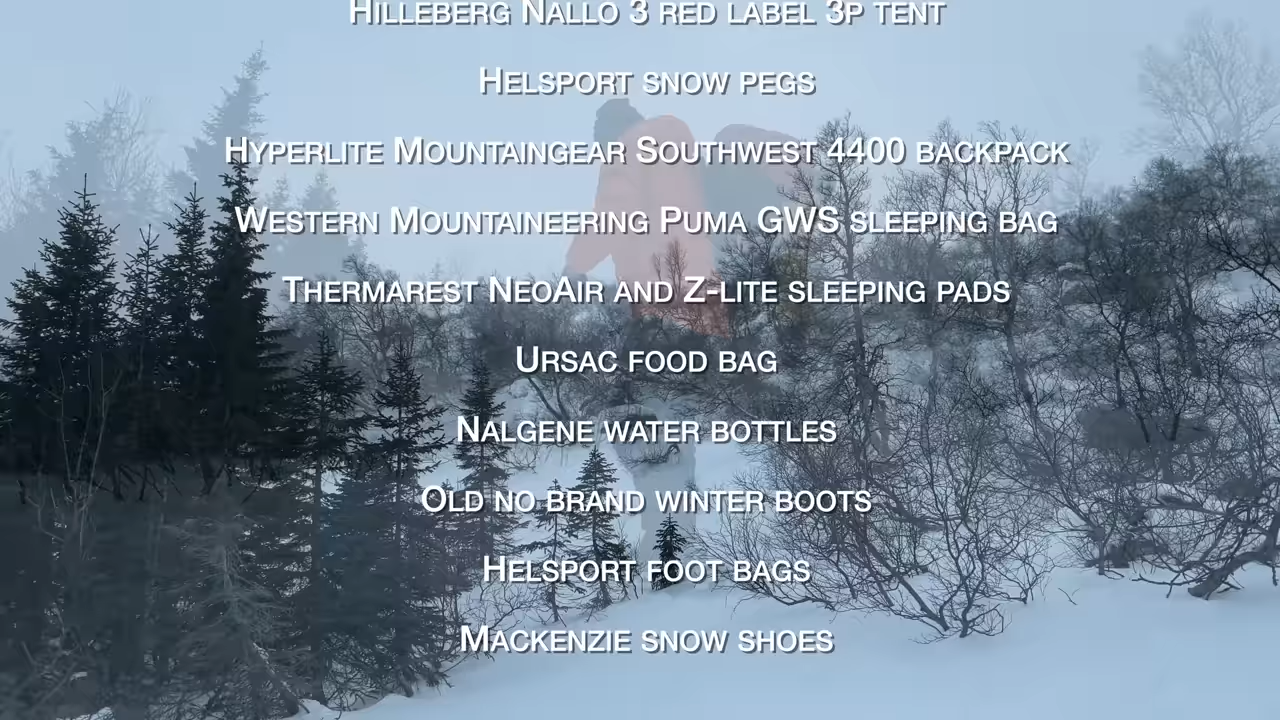 Hilleberg Nallo 3 red label 3p tent
Helsport snow pegs
Hyperlite Mountaingear Southwest 4400 backpack
Western Mountaineering Puma GWS sleeping bag
Thermarest NeoAir and Z-lite sleeping pads
Ursac food bag
Nalgene water bottles
Old no brand winter boots
Helsport foot bags
Mackenzie snow shoes